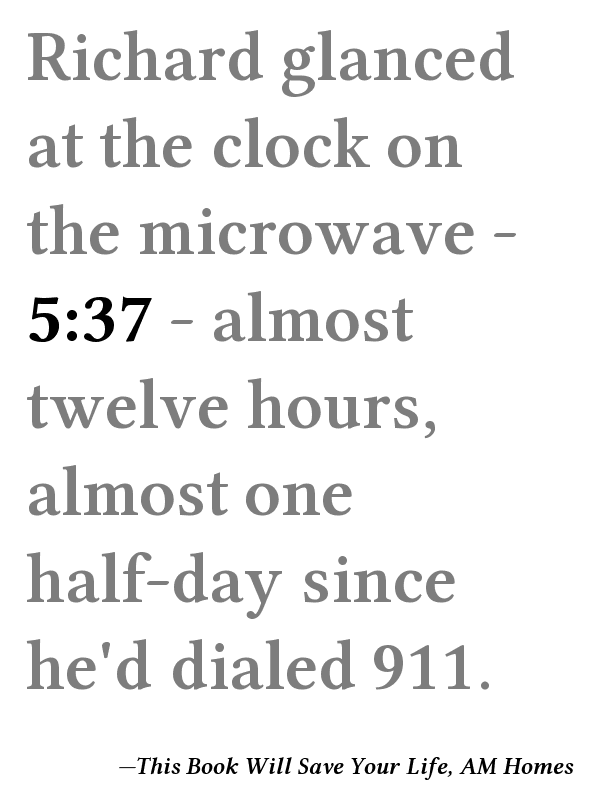 Richard glanced
at the clock on
the microwave -
5:37 - almost
twelve hours,
almost one
half-day since
he'd dialed 911.
—This Book Will Save Your Life, AM Homes